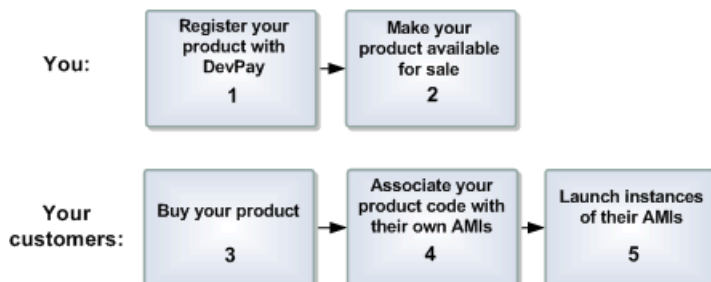 You:
Register your
product with
DevPay
1
Make your
product available
for sale
2
Your
customers:
Buy your product
3
Associate your
product code with
their own AMIs
4
Launch instances
of their AMIs
5